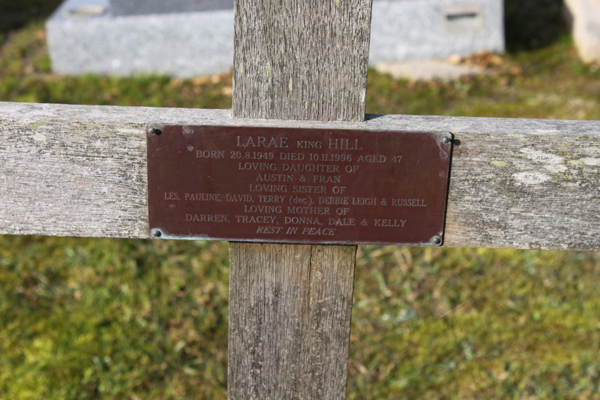 LARAE KING HILL
BORN 20.8.1949 DIED 10.11.1996 AGED 47
LOVING DAUGHTER OF
AUSTIN & FRAN
LOVING SISTER OF
LES, PAULINE, DAVID, TERRY (dec.), DEBBIE LEIGH & RUSSELL
LOVING MOTHER OF
DARREN, TRACEY, DONNA, DALE & KELLY
REST IN PEACE